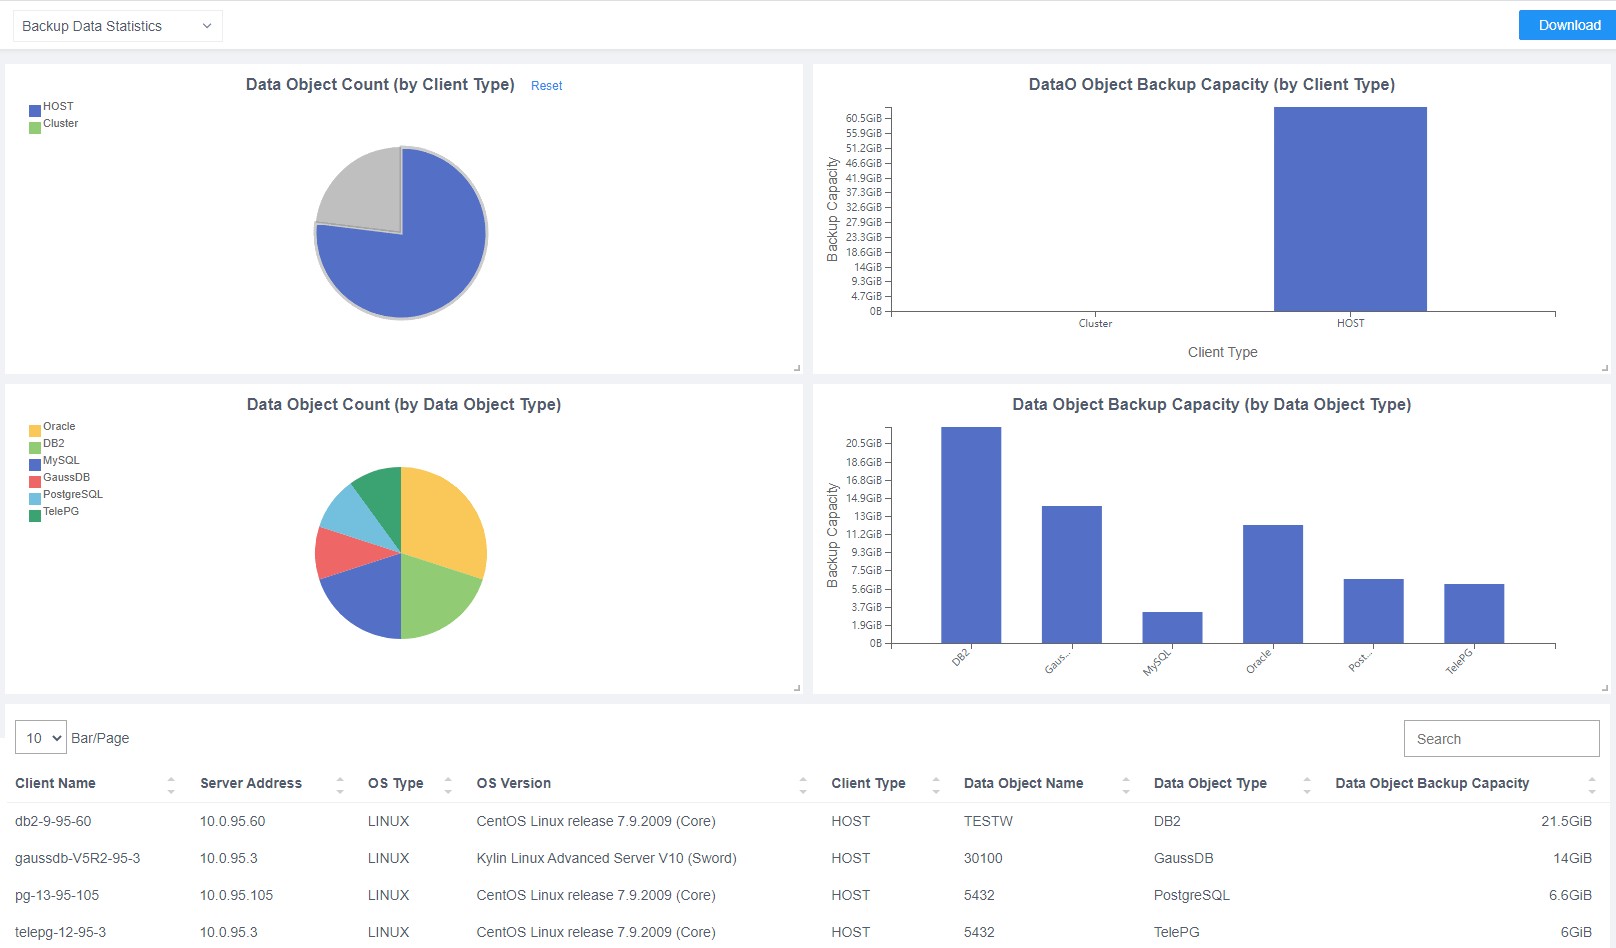 Backup Data Statistics
Download
Data Object Count (by Client Type) Reset
HOST
Cluster
DataO Object Backup Capacity (by Client Type)
Backup Capacity
60.5GiB
55.9GiB
51.2GiB
46.6GiB
41.9GiB
37.3GiB
32.6GiB
27.9GiB
23.3GiB
18.6GiB
14GiB
9.3GiB
4.7GiB
0B
Cluster HOST
Client Type
Data Object Count (by Data Object Type)
Oracle
DB2
MySQL
GaussDB
PostgreSQL
TelePG
Data Object Backup Capacity (by Data Object Type)
Backup Capacity
20.5GiB
18.6GiB
16.8GiB
14.9GiB
13GiB
11.2GiB
9.3GiB
7.5GiB
5.6GiB
3.7GiB
1.9GiB
0B
DB2 Gaus... MySQL Oracle Post... TelePG
10 Bar/Page
Search
Client Name Server Address OS Type OS Version Client Type Data Object Name Data Object Type Data Object Backup Capacity
db2-9-95-60 10.0.95.60 LINUX CentOS Linux release 7.9.2009 (Core) HOST TESTW DB2 21.5GiB
gaussdb-V5R2-95-3 10.0.95.3 LINUX Kylin Linux Advanced Server V10 (Sword) HOST 30100 GaussDB 14GiB
pg-13-95-105 10.0.95.105 LINUX CentOS Linux release 7.9.2009 (Core) HOST 5432 PostgreSQL 6.6GiB
telepg-12-95-3 10.0.95.3 LINUX CentOS Linux release 7.9.2009 (Core) HOST 5432 TelePG 6GiB